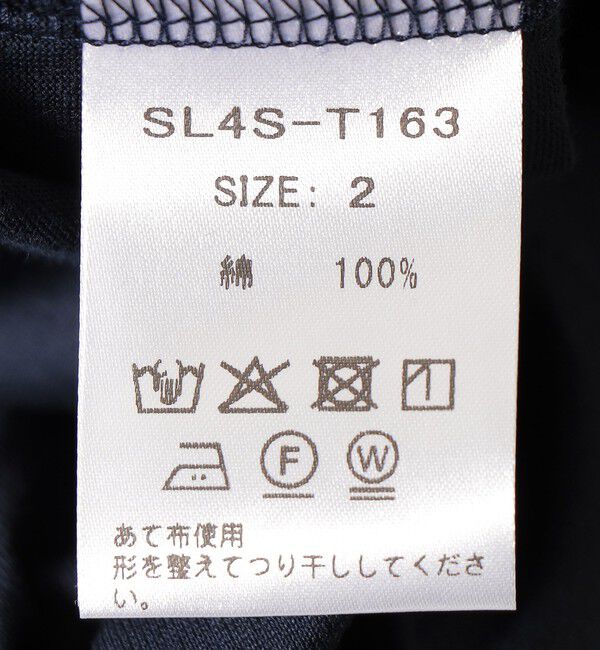 SL4S-T163
SIZE: 2
綿 100%
F W
あて布使用
形を整えてつり干ししてくださ
い。